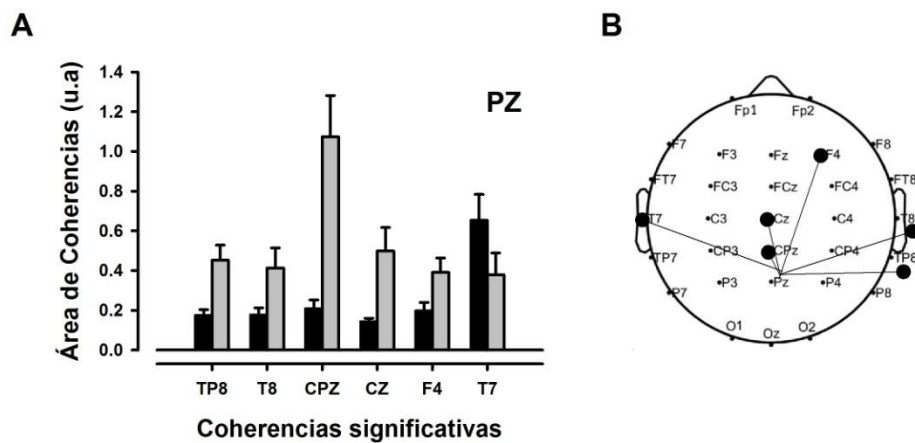 A
Área de Coherencias (u.a)
1.4
1.2
1.0
0.8
0.6
0.4
0.2
0.0
PZ
TP8 T8 CPZ CZ F4 T7
Coherencias significativas
B
Fp1 Fp2
F7 F3 Fz F4 F8
FT7 FC3 FCz FC4 FT8
T7 C3 Cz C4 T8
TP7 CP3 CPz CP4 TP8
P7 P3 Pz P4 P8
O1 Oz O2